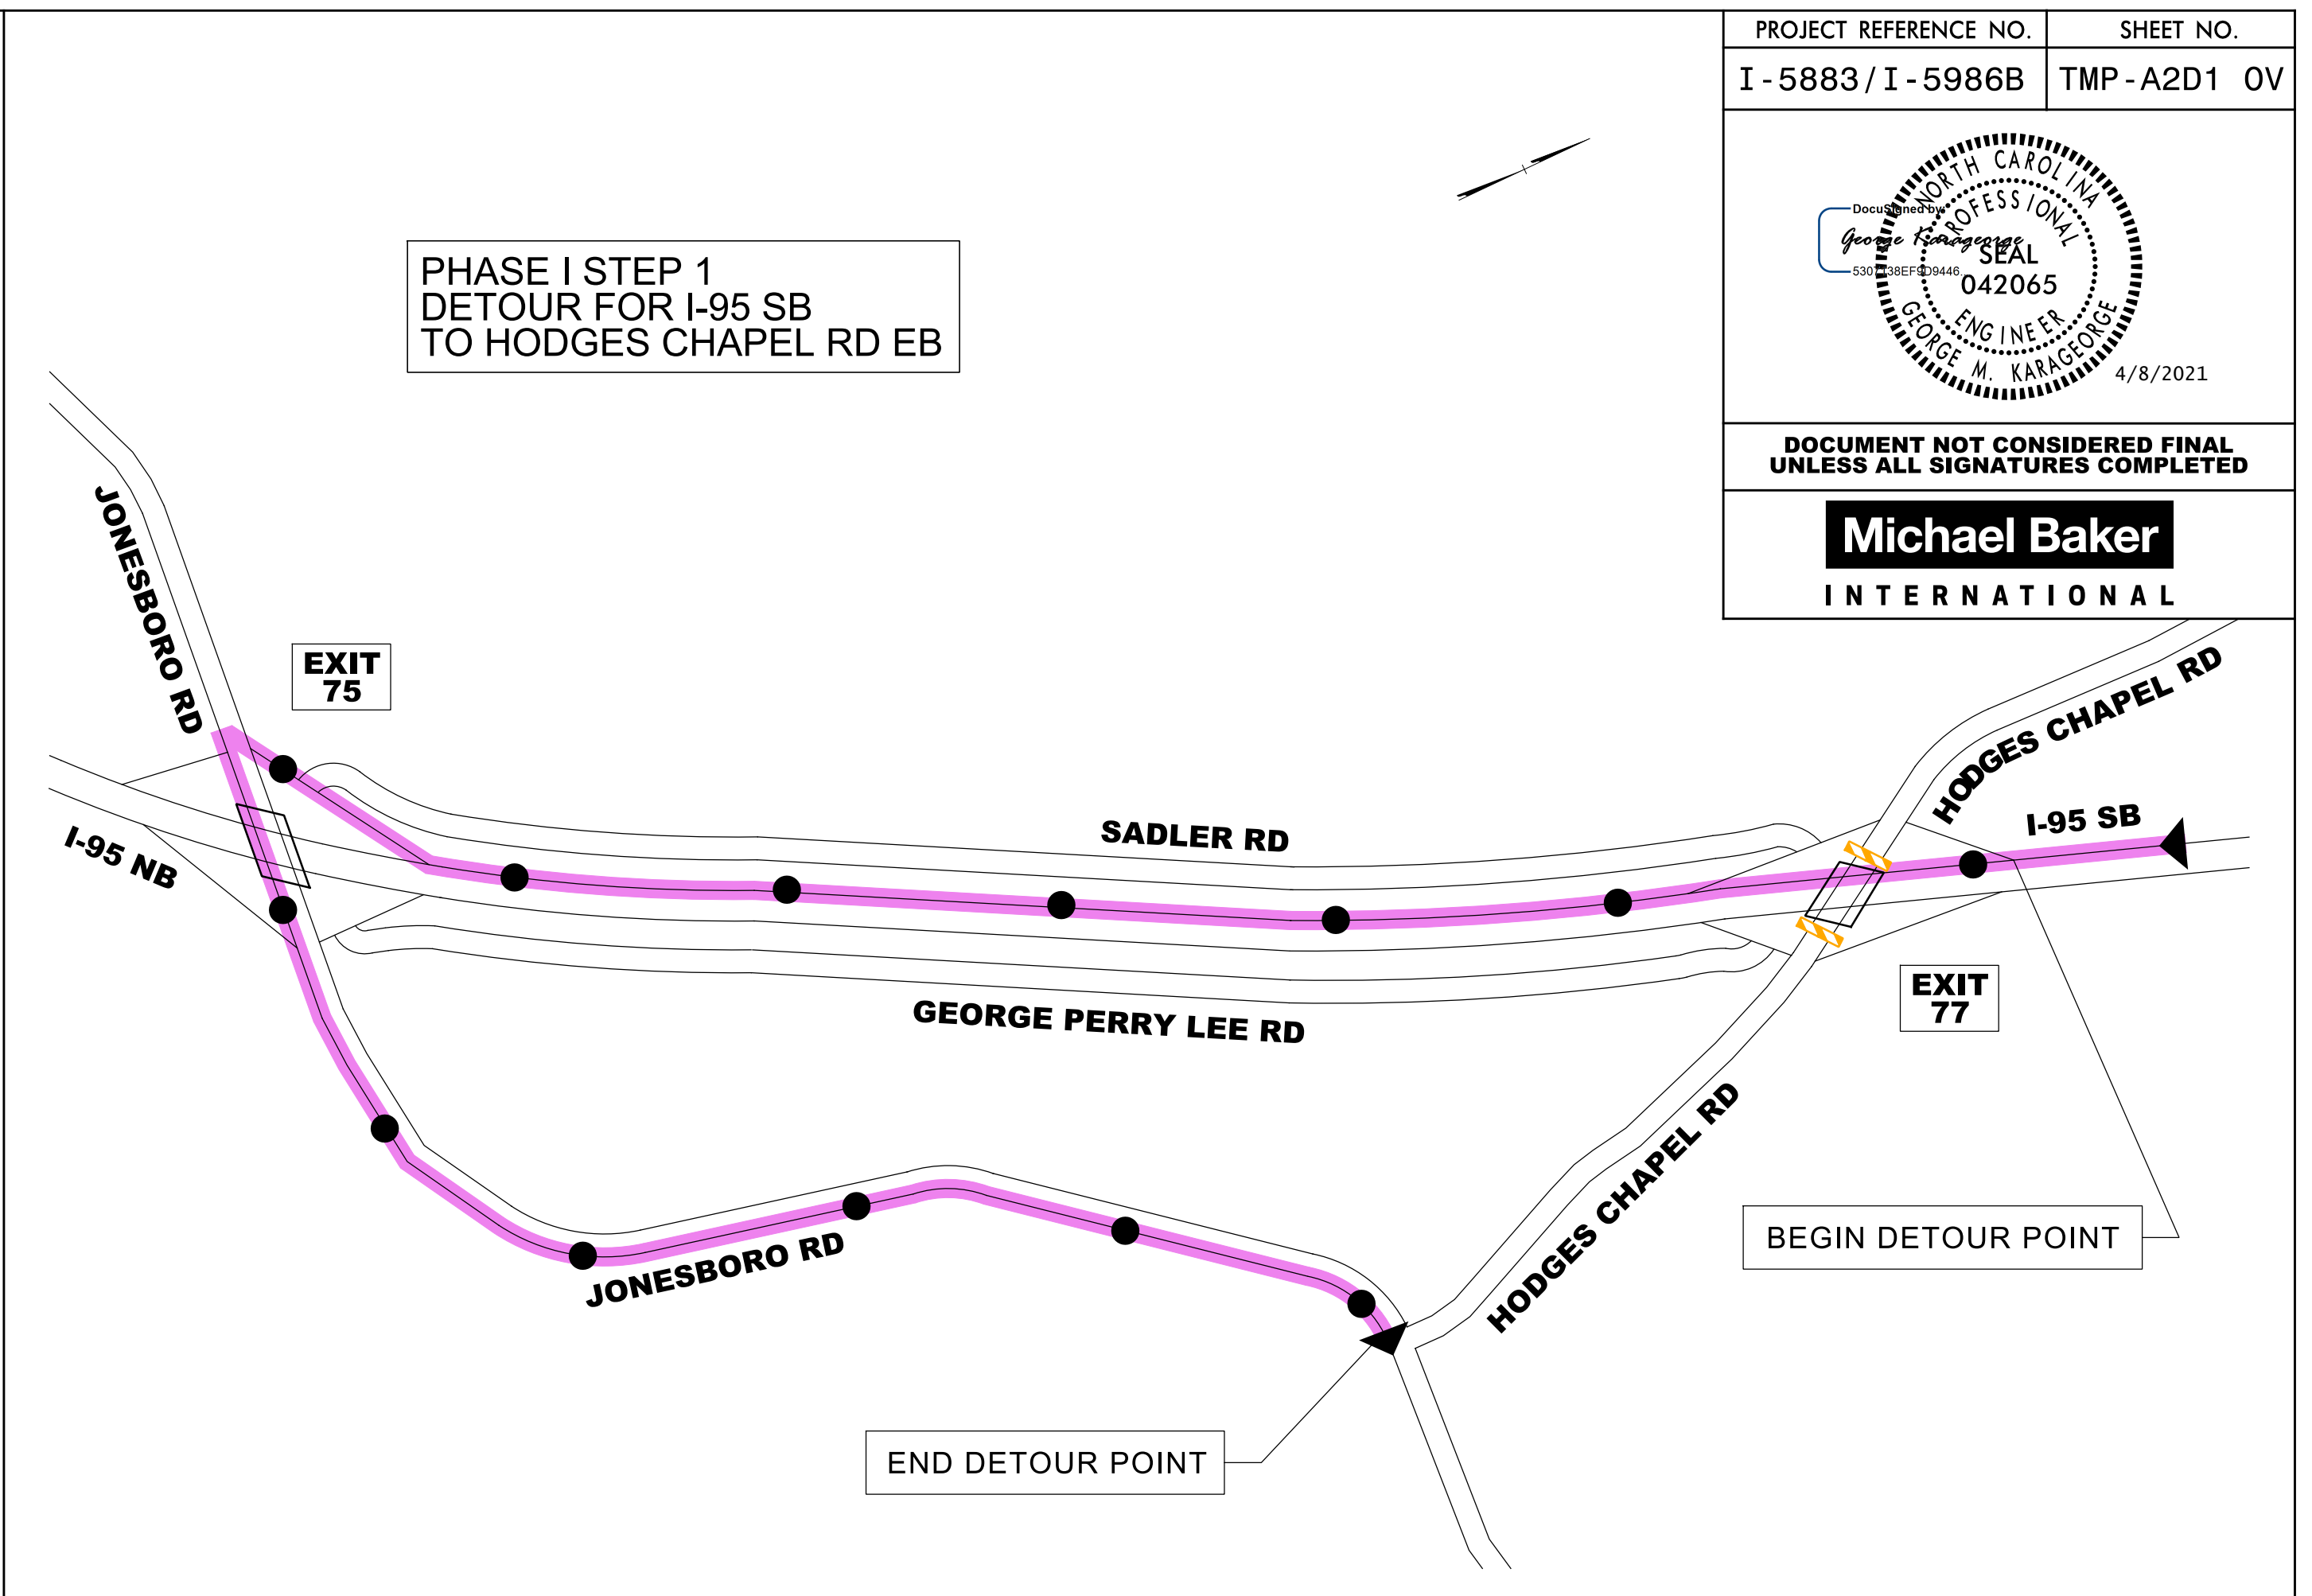 PROJECT REFERENCE NO.
SHEET NO.
I-5883/I-5986B
TMP-A2D1 OV
NORTH CAROLINA
PROFESSIONAL
DocuSigned by:
George Karageorge
SEAL
5307138EF9D9446...
042065
ENGINEER
GEORGE M. KARAGEORGE
4/8/2021
DOCUMENT NOT CONSIDERED FINAL
UNLESS ALL SIGNATURES COMPLETED
Michael Baker
INTERNATIONAL
PHASE I STEP 1
DETOUR FOR I-95 SB
TO HODGES CHAPEL RD EB
JONESBORO RD
EXIT
75
HODGES CHAPEL RD
I-95 SB
SADLER RD
I-95 NB
EXIT
77
GEORGE PERRY LEE RD
HODGES CHAPEL RD
BEGIN DETOUR POINT
JONESBORO RD
END DETOUR POINT